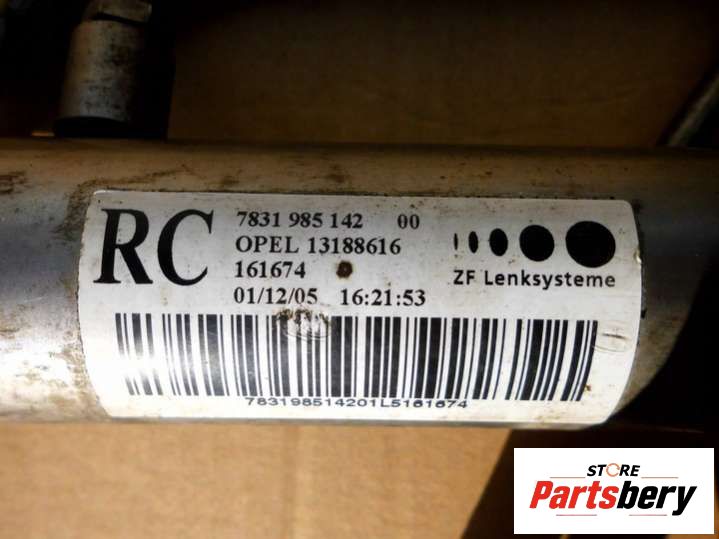 RC
7831 985 142 00
OPEL 13188616
161674
01/12/05 16:21:53
ZF Lenksysteme
783198514201L5161674
STORE
Partsbery